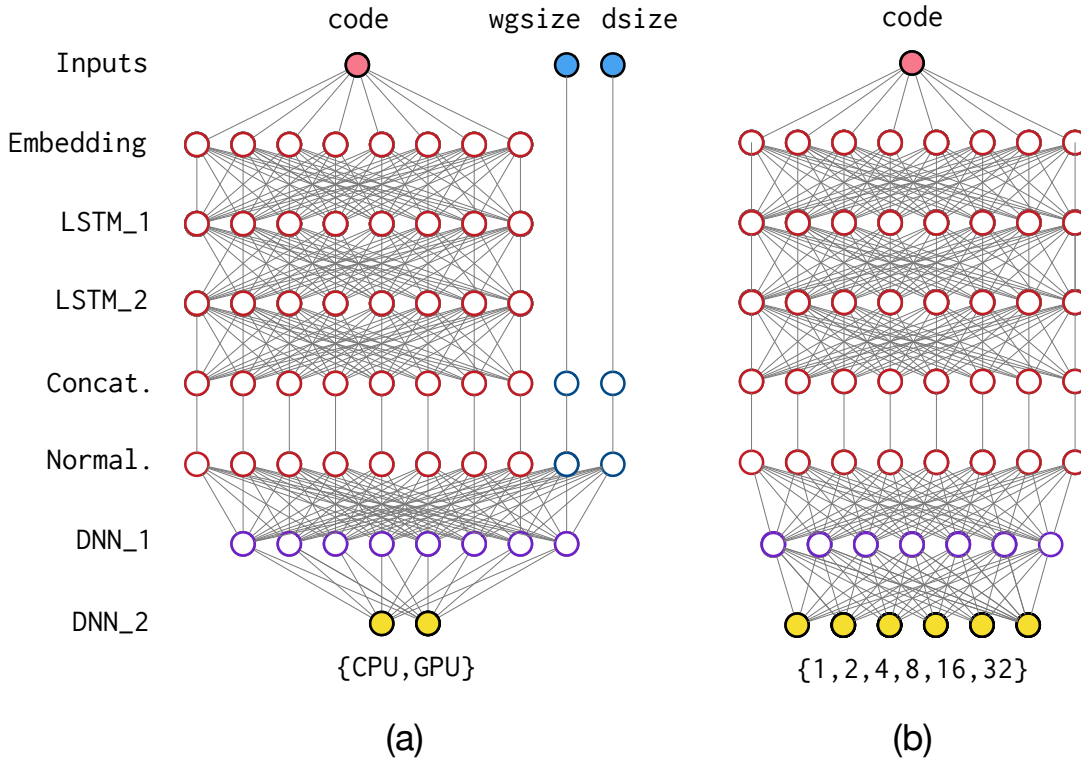 code wgsize dsize code
Inputs
Embedding
LSTM_1
LSTM_2
Concat.
Normal.
DNN_1
DNN_2
{CPU,GPU} {1,2,4,8,16,32}
(a) (b)